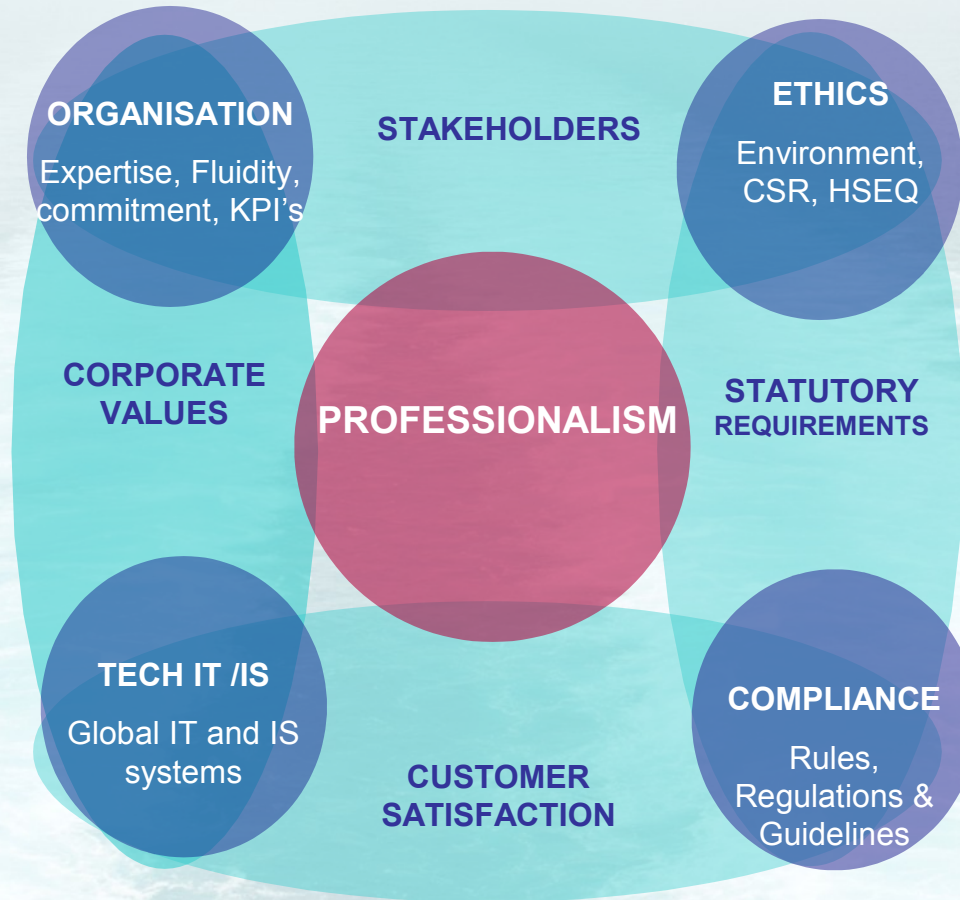 ORGANISATION
Expertise, Fluidity,
commitment, KPI’s
STAKEHOLDERS
ETHICS
Environment,
CSR, HSEQ
CORPORATE
VALUES
PROFESSIONALISM
STATUTORY
REQUIREMENTS
TECH IT /IS
Global IT and IS
systems
CUSTOMER
SATISFACTION
COMPLIANCE
Rules,
Regulations &
Guidelines